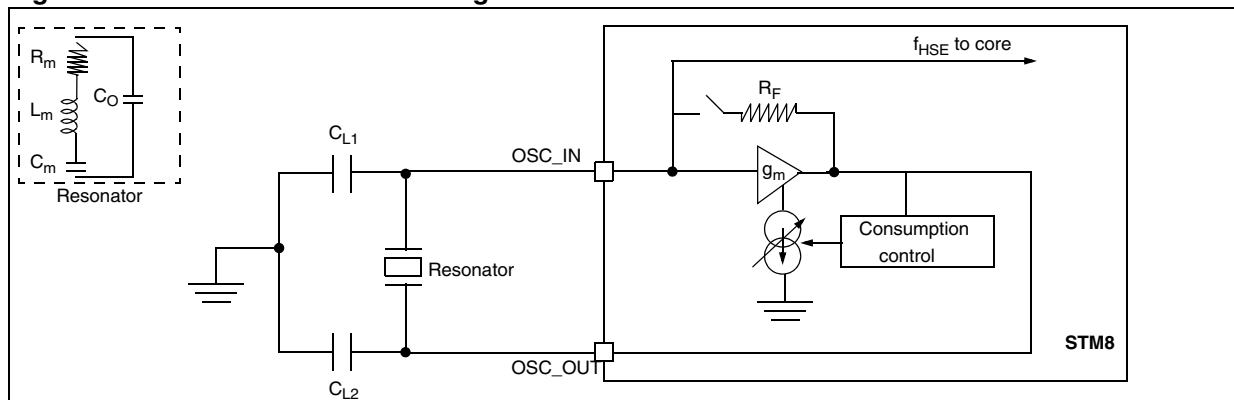 R_m
L_m
C_m
C_O
Resonator
C_L1
C_L2
Resonator
OSC_IN
OSC_OUT
f_HSE to core
R_F
g_m
Consumption
control
STM8